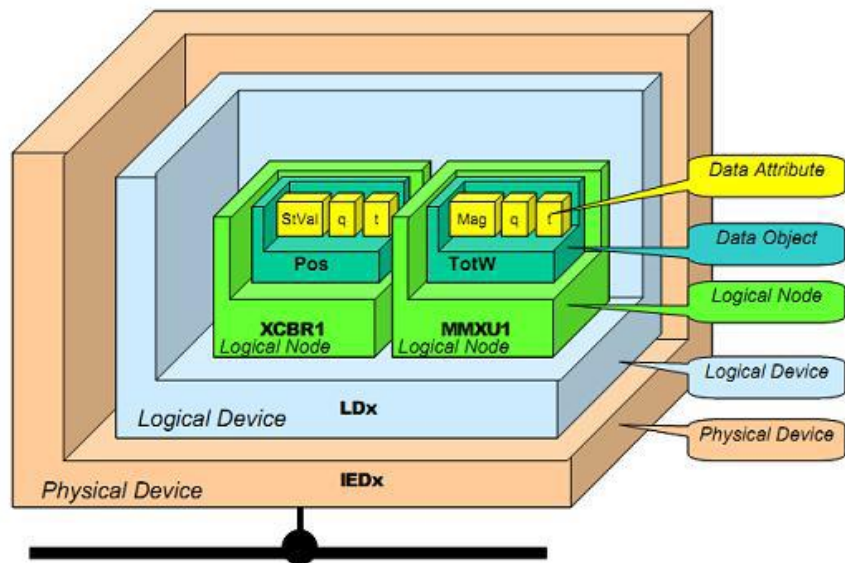 Data Attribute
StVal q t
Mag q t
Data Object
Pos
TotW
Logical Node
XCBR1
Logical Node
MMXU1
Logical Node
Logical Device
Logical Device
LDx
Physical Device
Physical Device
IEDx